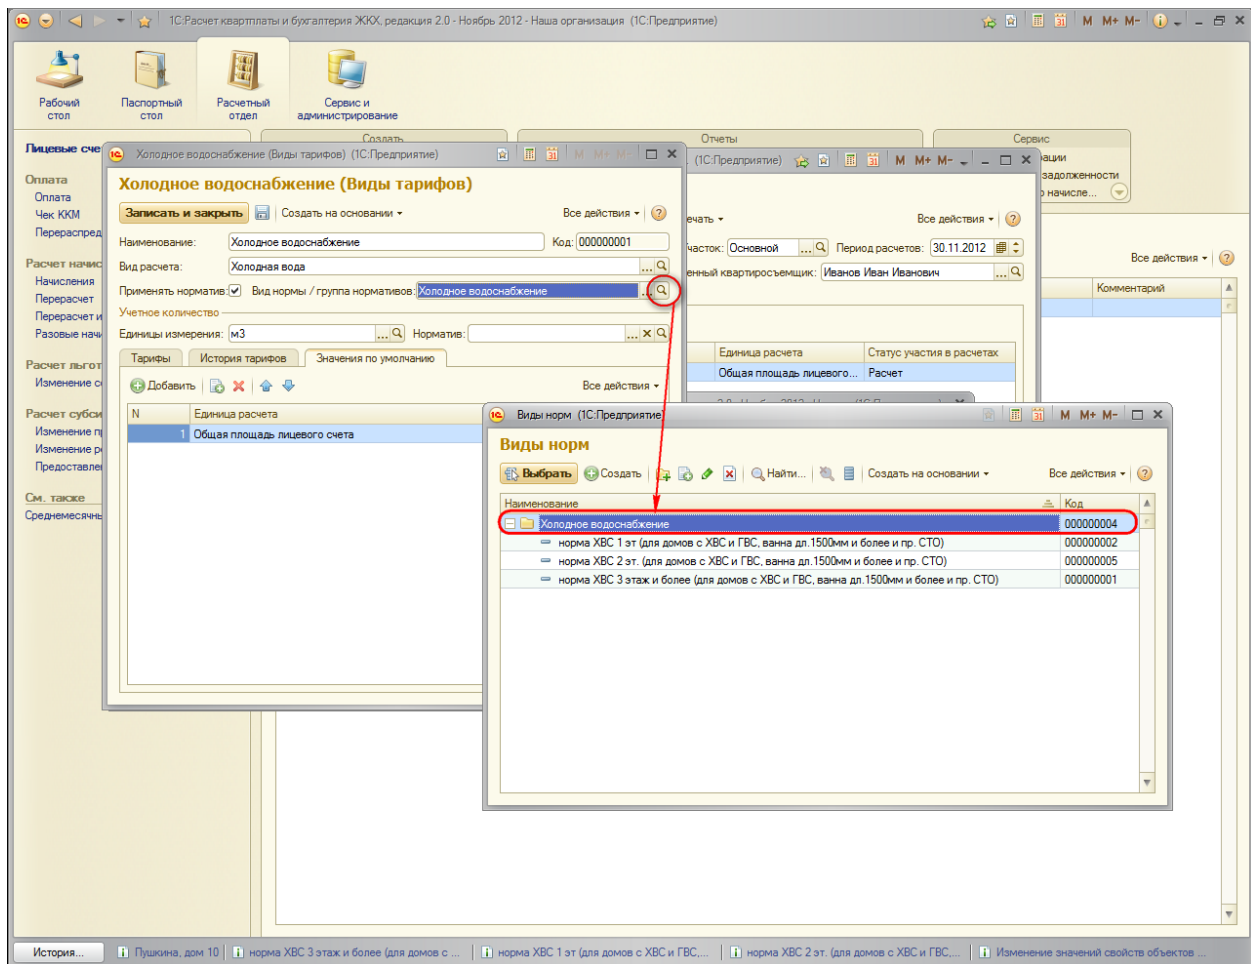 1С:Расчет квартплаты и бухгалтерия ЖКХ, редакция 2.0 - Ноябрь 2012 - Наша организация (1С:Предприятие)
M M+ M-
Рабочий стол
Паспортный стол
Расчетный отдел
Сервис и администрирование
Создать
Отчеты
Сервис
Лицевые сче
Оплата
Оплата
Чек ККМ
Перераспред
Расчет начис
Начисления
Перерасчет
Перерасчет и
Разовые начи
Расчет льгот
Изменение с
Расчет субси
Изменение п
Изменение р
Предоставле
См. также
Среднемесячн
Холодное водоснабжение (Виды тарифов) (1С:Предприятие)
M M+ M-
Холодное водоснабжение (Виды тарифов)
Записать и закрыть
Создать на основании
Все действия
Наименование: Холодное водоснабжение
Код: 000000001
Вид расчета: Холодная вода
Применять норматив:
Вид нормы / группа нормативов: Холодное водоснабжение
Учетное количество
Единицы измерения: м3
Норматив:
Тарифы
История тарифов
Значения по умолчанию
Добавить
Все действия
N
Единица расчета
1
Общая площадь лицевого счета
(1С:Предприятие)
M M+ M-
ечать
Все действия
часток: Основной
Период расчетов: 30.11.2012
енный квартиросъемщик: Иванов Иван Иванович
Единица расчета
Статус участия в расчетах
Общая площадь лицевого...
Расчет
ации
задолженности
о начисле...
Все действия
Комментарий
Виды норм (1С:Предприятие)
M M+ M-
Виды норм
Выбрать
Создать
Найти...
Создать на основании
Все действия
Наименование
Код
Холодное водоснабжение
000000004
норма ХВС 1 эт (для домов с ХВС и ГВС, ванна дл.1500мм и более и пр. СТО)
000000002
норма ХВС 2 эт. (для домов с ХВС и ГВС, ванна дл.1500мм и более и пр. СТО)
000000005
норма ХВС 3 этаж и более (для домов с ХВС и ГВС, ванна дл.1500мм и более и пр. СТО)
000000001
История...
Пушкина, дом 10
норма ХВС 3 этаж и более (для домов с ...
норма ХВС 1 эт (для домов с ХВС и ГВС,...
норма ХВС 2 эт. (для домов с ХВС и ГВС,...
Изменение значений свойств объектов ...